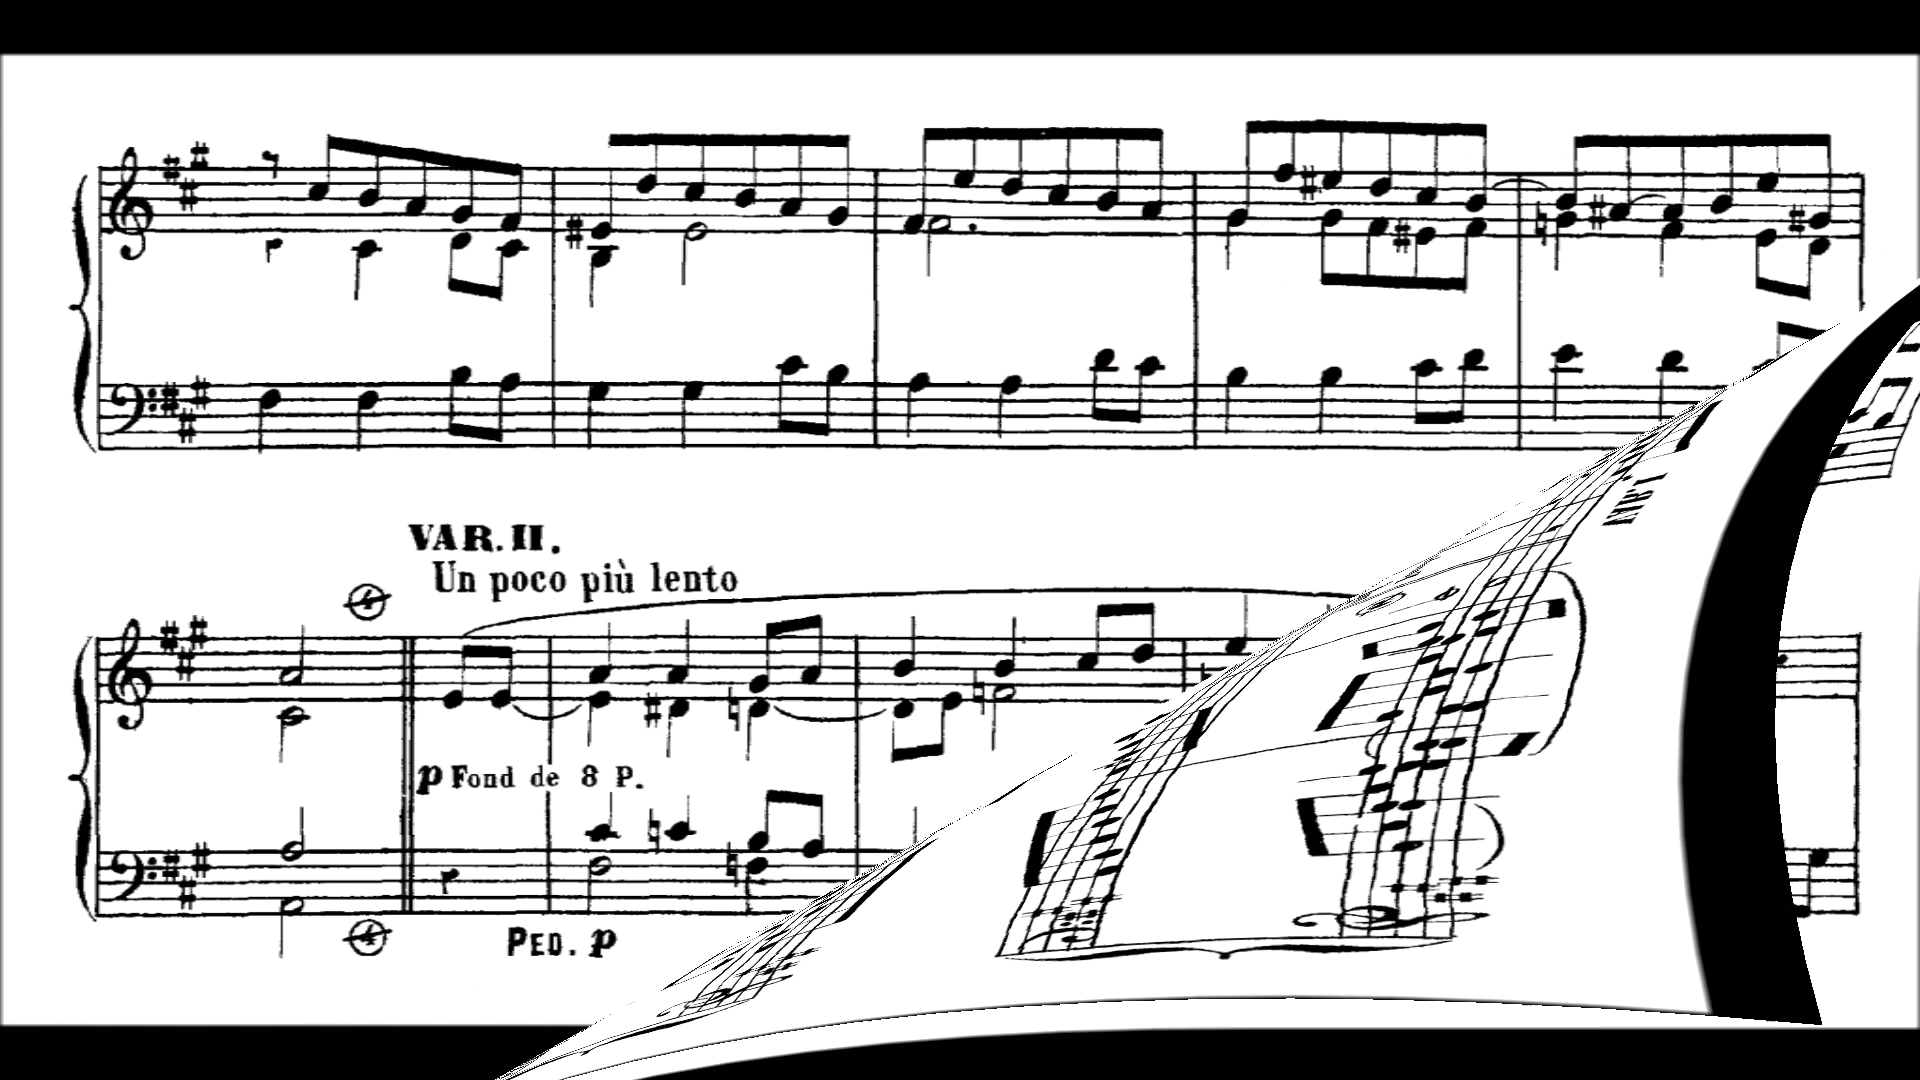 VAR. II.
Un poco più lento
p Fond de 8 P.
PED. p